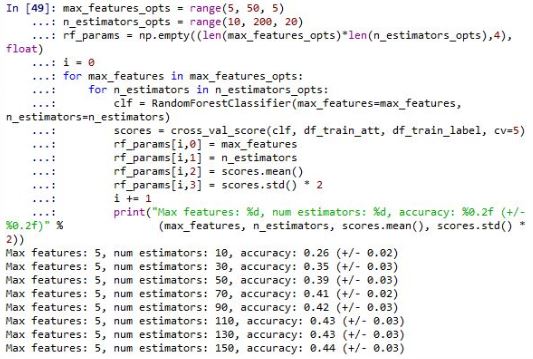 In [49]: max_features_opts = range(5, 50, 5)
    ...: n_estimators_opts = range(10, 200, 20)
    ...: rf_params = np.empty((len(max_features_opts)*len(n_estimators_opts),4),
float)
    ...: i = 0
    ...: for max_features in max_features_opts:
    ...:     for n_estimators in n_estimators_opts:
    ...:         clf = RandomForestClassifier(max_features=max_features,
n_estimators=n_estimators)
    ...:         scores = cross_val_score(clf, df_train_att, df_train_label, cv=5)
    ...:         rf_params[i,0] = max_features
    ...:         rf_params[i,1] = n_estimators
    ...:         rf_params[i,2] = scores.mean()
    ...:         rf_params[i,3] = scores.std() * 2
    ...:         i += 1
    ...:         print("Max features: %d, num estimators: %d, accuracy: %0.2f (+/-
%0.2f)" %               (max_features, n_estimators, scores.mean(), scores.std() *
2))
Max features: 5, num estimators: 10, accuracy: 0.26 (+/- 0.02)
Max features: 5, num estimators: 30, accuracy: 0.35 (+/- 0.03)
Max features: 5, num estimators: 50, accuracy: 0.39 (+/- 0.03)
Max features: 5, num estimators: 70, accuracy: 0.41 (+/- 0.02)
Max features: 5, num estimators: 90, accuracy: 0.42 (+/- 0.03)
Max features: 5, num estimators: 110, accuracy: 0.43 (+/- 0.03)
Max features: 5, num estimators: 130, accuracy: 0.43 (+/- 0.03)
Max features: 5, num estimators: 150, accuracy: 0.44 (+/- 0.03)